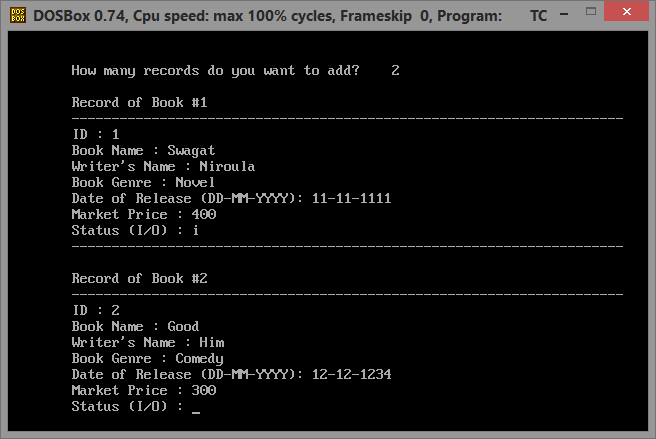 DOS BOX DOSBox 0.74, Cpu speed: max 100% cycles, Frameskip 0, Program: TC
How many records do you want to add? 2
Record of Book #1
----------------------------------------------------------------------
ID : 1
Book Name : Swagat
Writer's Name : Niroula
Book Genre : Novel
Date of Release (DD-MM-YYYY): 11-11-1111
Market Price : 400
Status (I/O) : i
----------------------------------------------------------------------
Record of Book #2
----------------------------------------------------------------------
ID : 2
Book Name : Good
Writer's Name : Him
Book Genre : Comedy
Date of Release (DD-MM-YYYY): 12-12-1234
Market Price : 300
Status (I/O) : _